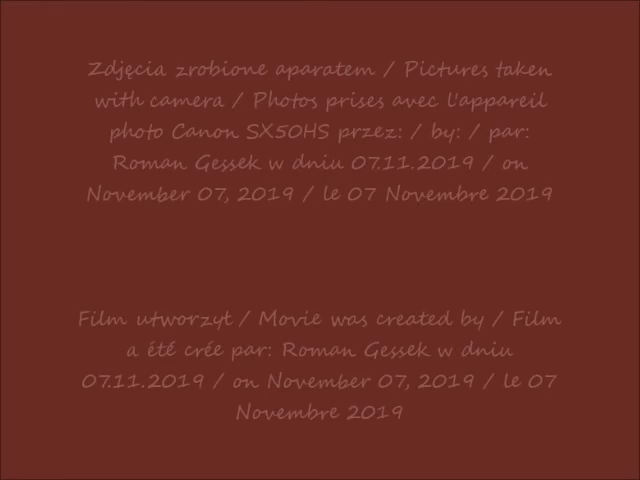 Zdjęcia zrobione aparatem / Pictures taken
with camera / Photos prises avec l'appareil
photo Canon SX50HS przez: / by: / par:
Roman Gessek w dniu 07.11.2019 / on
November 07, 2019 / le 07 Novembre 2019
Film utworzył / Movie was created by / Film
a été crée par: Roman Gessek w dniu
07.11.2019 / on November 07, 2019 / le 07
Novembre 2019